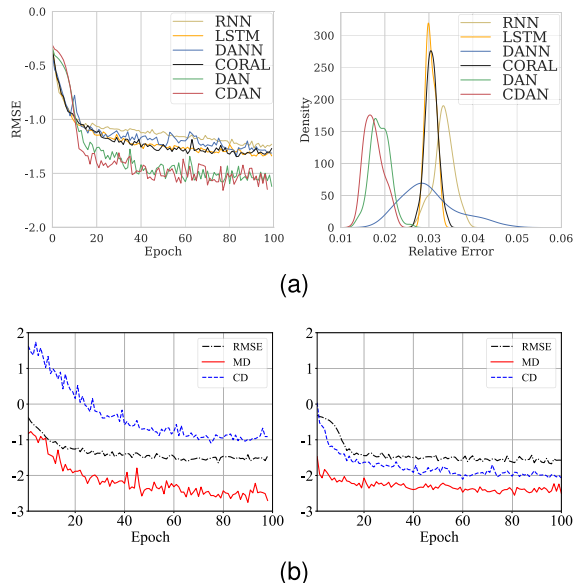 0.0
-0.5
-1.0
-1.5
-2.0
RMSE
0 20 40 60 80 100
Epoch
RNN
LSTM
DANN
CORAL
DAN
CDAN
300
250
200
150
100
50
0
Density
0.01 0.02 0.03 0.04 0.05 0.06
Relative Error
RNN
LSTM
DANN
CORAL
DAN
CDAN
(a)
2
1
0
-1
-2
-3
20 40 60 80 100
Epoch
RMSE
MD
CD
2
1
0
-1
-2
-3
0 20 40 60 80 100
Epoch
RMSE
MD
CD
(b)